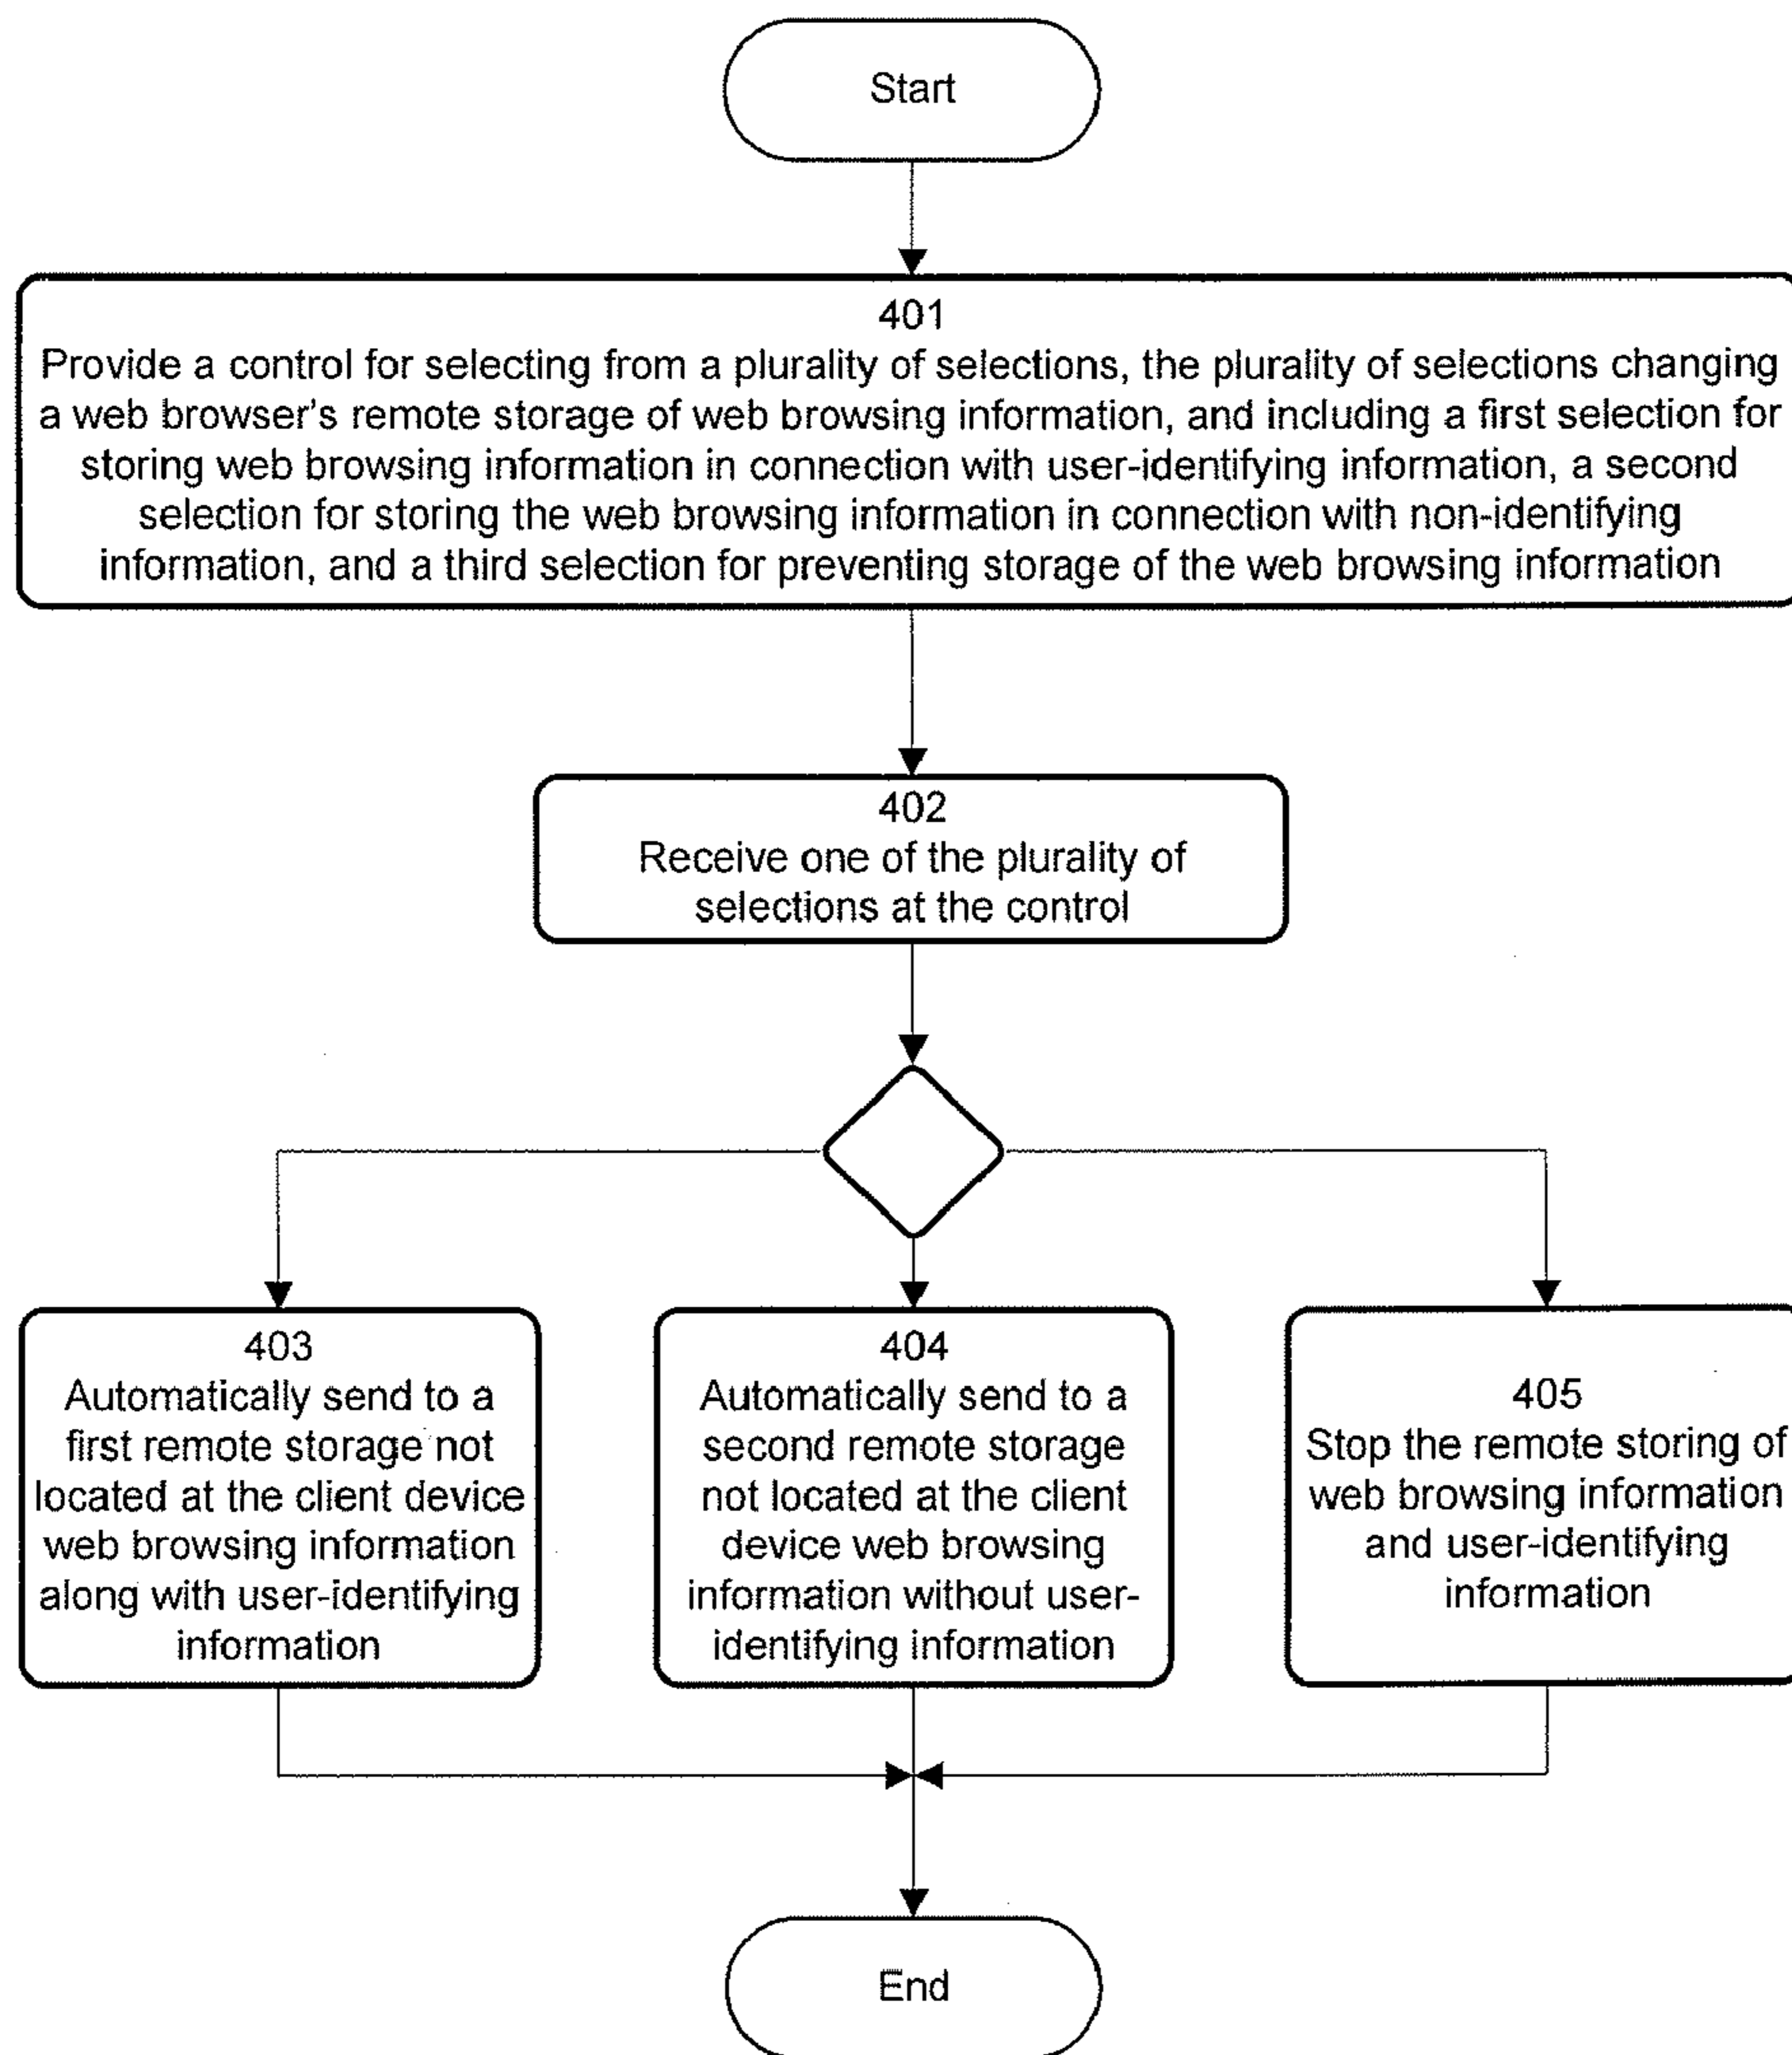 Start
401
Provide a control for selecting from a plurality of selections, the plurality of selections changing
a web browser's remote storage of web browsing information, and including a first selection for
storing web browsing information in connection with user-identifying information, a second
selection for storing the web browsing information in connection with non-identifying
information, and a third selection for preventing storage of the web browsing information
402
Receive one of the plurality of
selections at the control
403
Automatically send to a
first remote storage not
located at the client device
web browsing information
along with user-identifying
information
404
Automatically send to a
second remote storage
not located at the client
device web browsing
information without user-
identifying information
405
Stop the remote storing of
web browsing information
and user-identifying
information
End